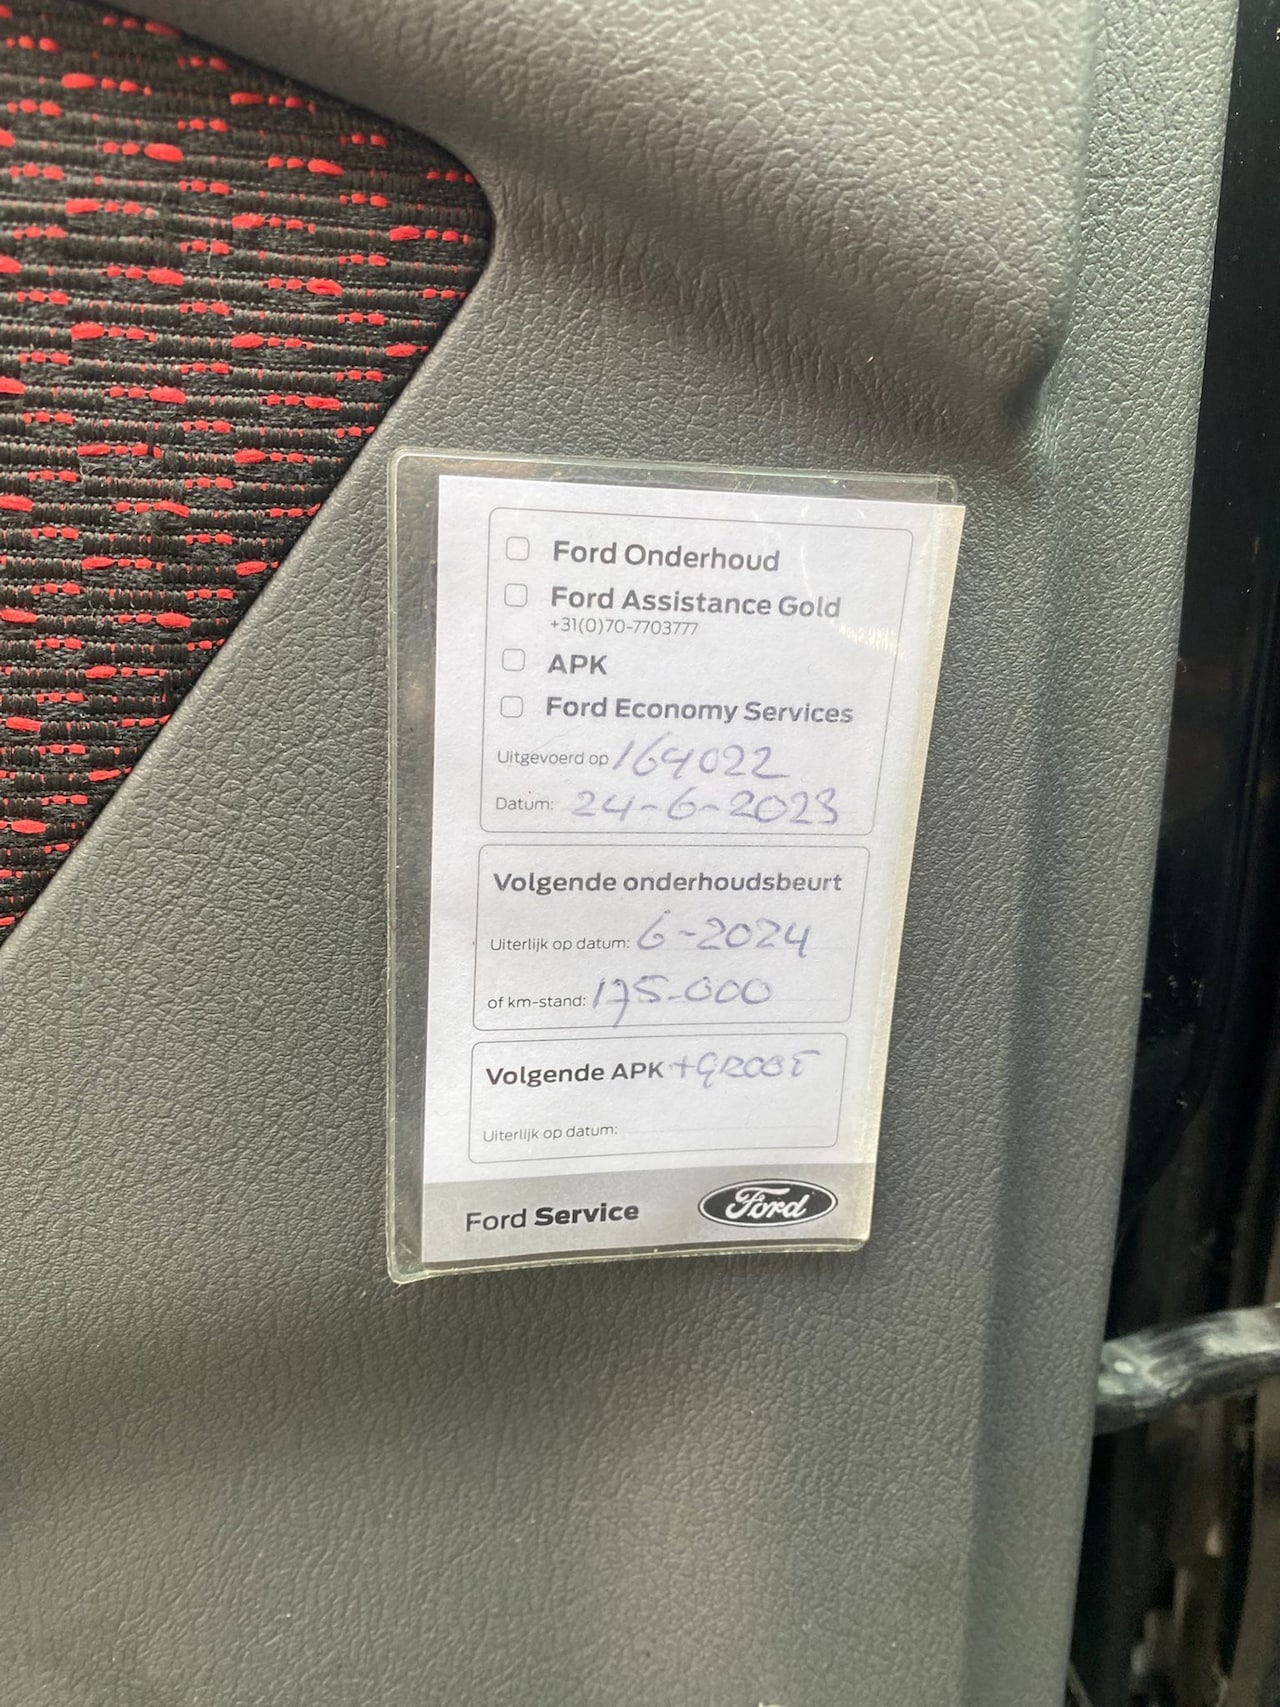 Ford Onderhoud
Ford Assistance Gold
+31(0)70-7703777
APK
Ford Economy Services
Uitgevoerd op 164022
Datum: 24-6-2023
Volgende onderhoudsbeurt
Uiterlijk op datum: 6-2024
of km-stand: 175-000
Volgende APK + GROOT
Uiterlijk op datum:
Ford Service Ford